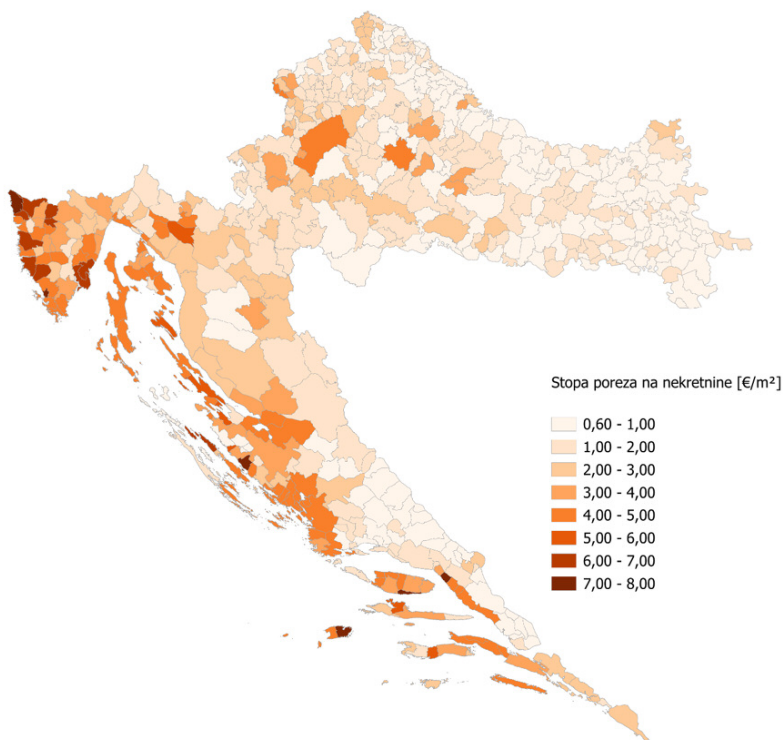 Stopa poreza na nekretnine [€/m²]
0,60 - 1,00
1,00 - 2,00
2,00 - 3,00
3,00 - 4,00
4,00 - 5,00
5,00 - 6,00
6,00 - 7,00
7,00 - 8,00